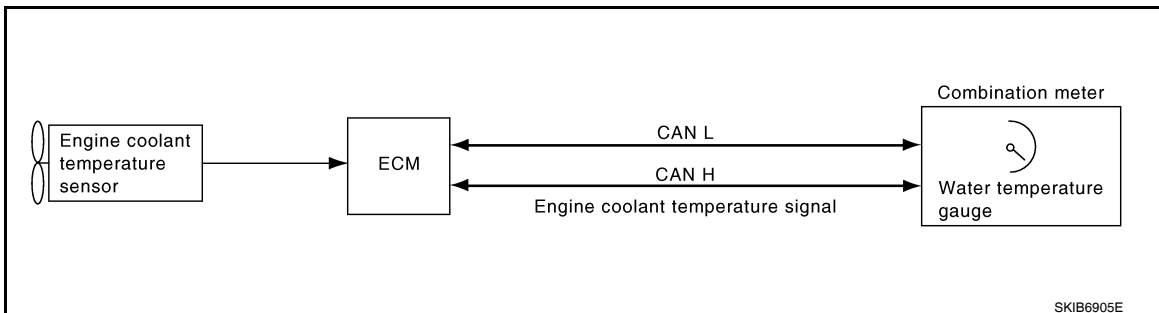 Engine coolant
temperature
sensor
ECM
CAN L
CAN H
Engine coolant temperature signal
Combination meter
Water temperature
gauge
SKIB6905E